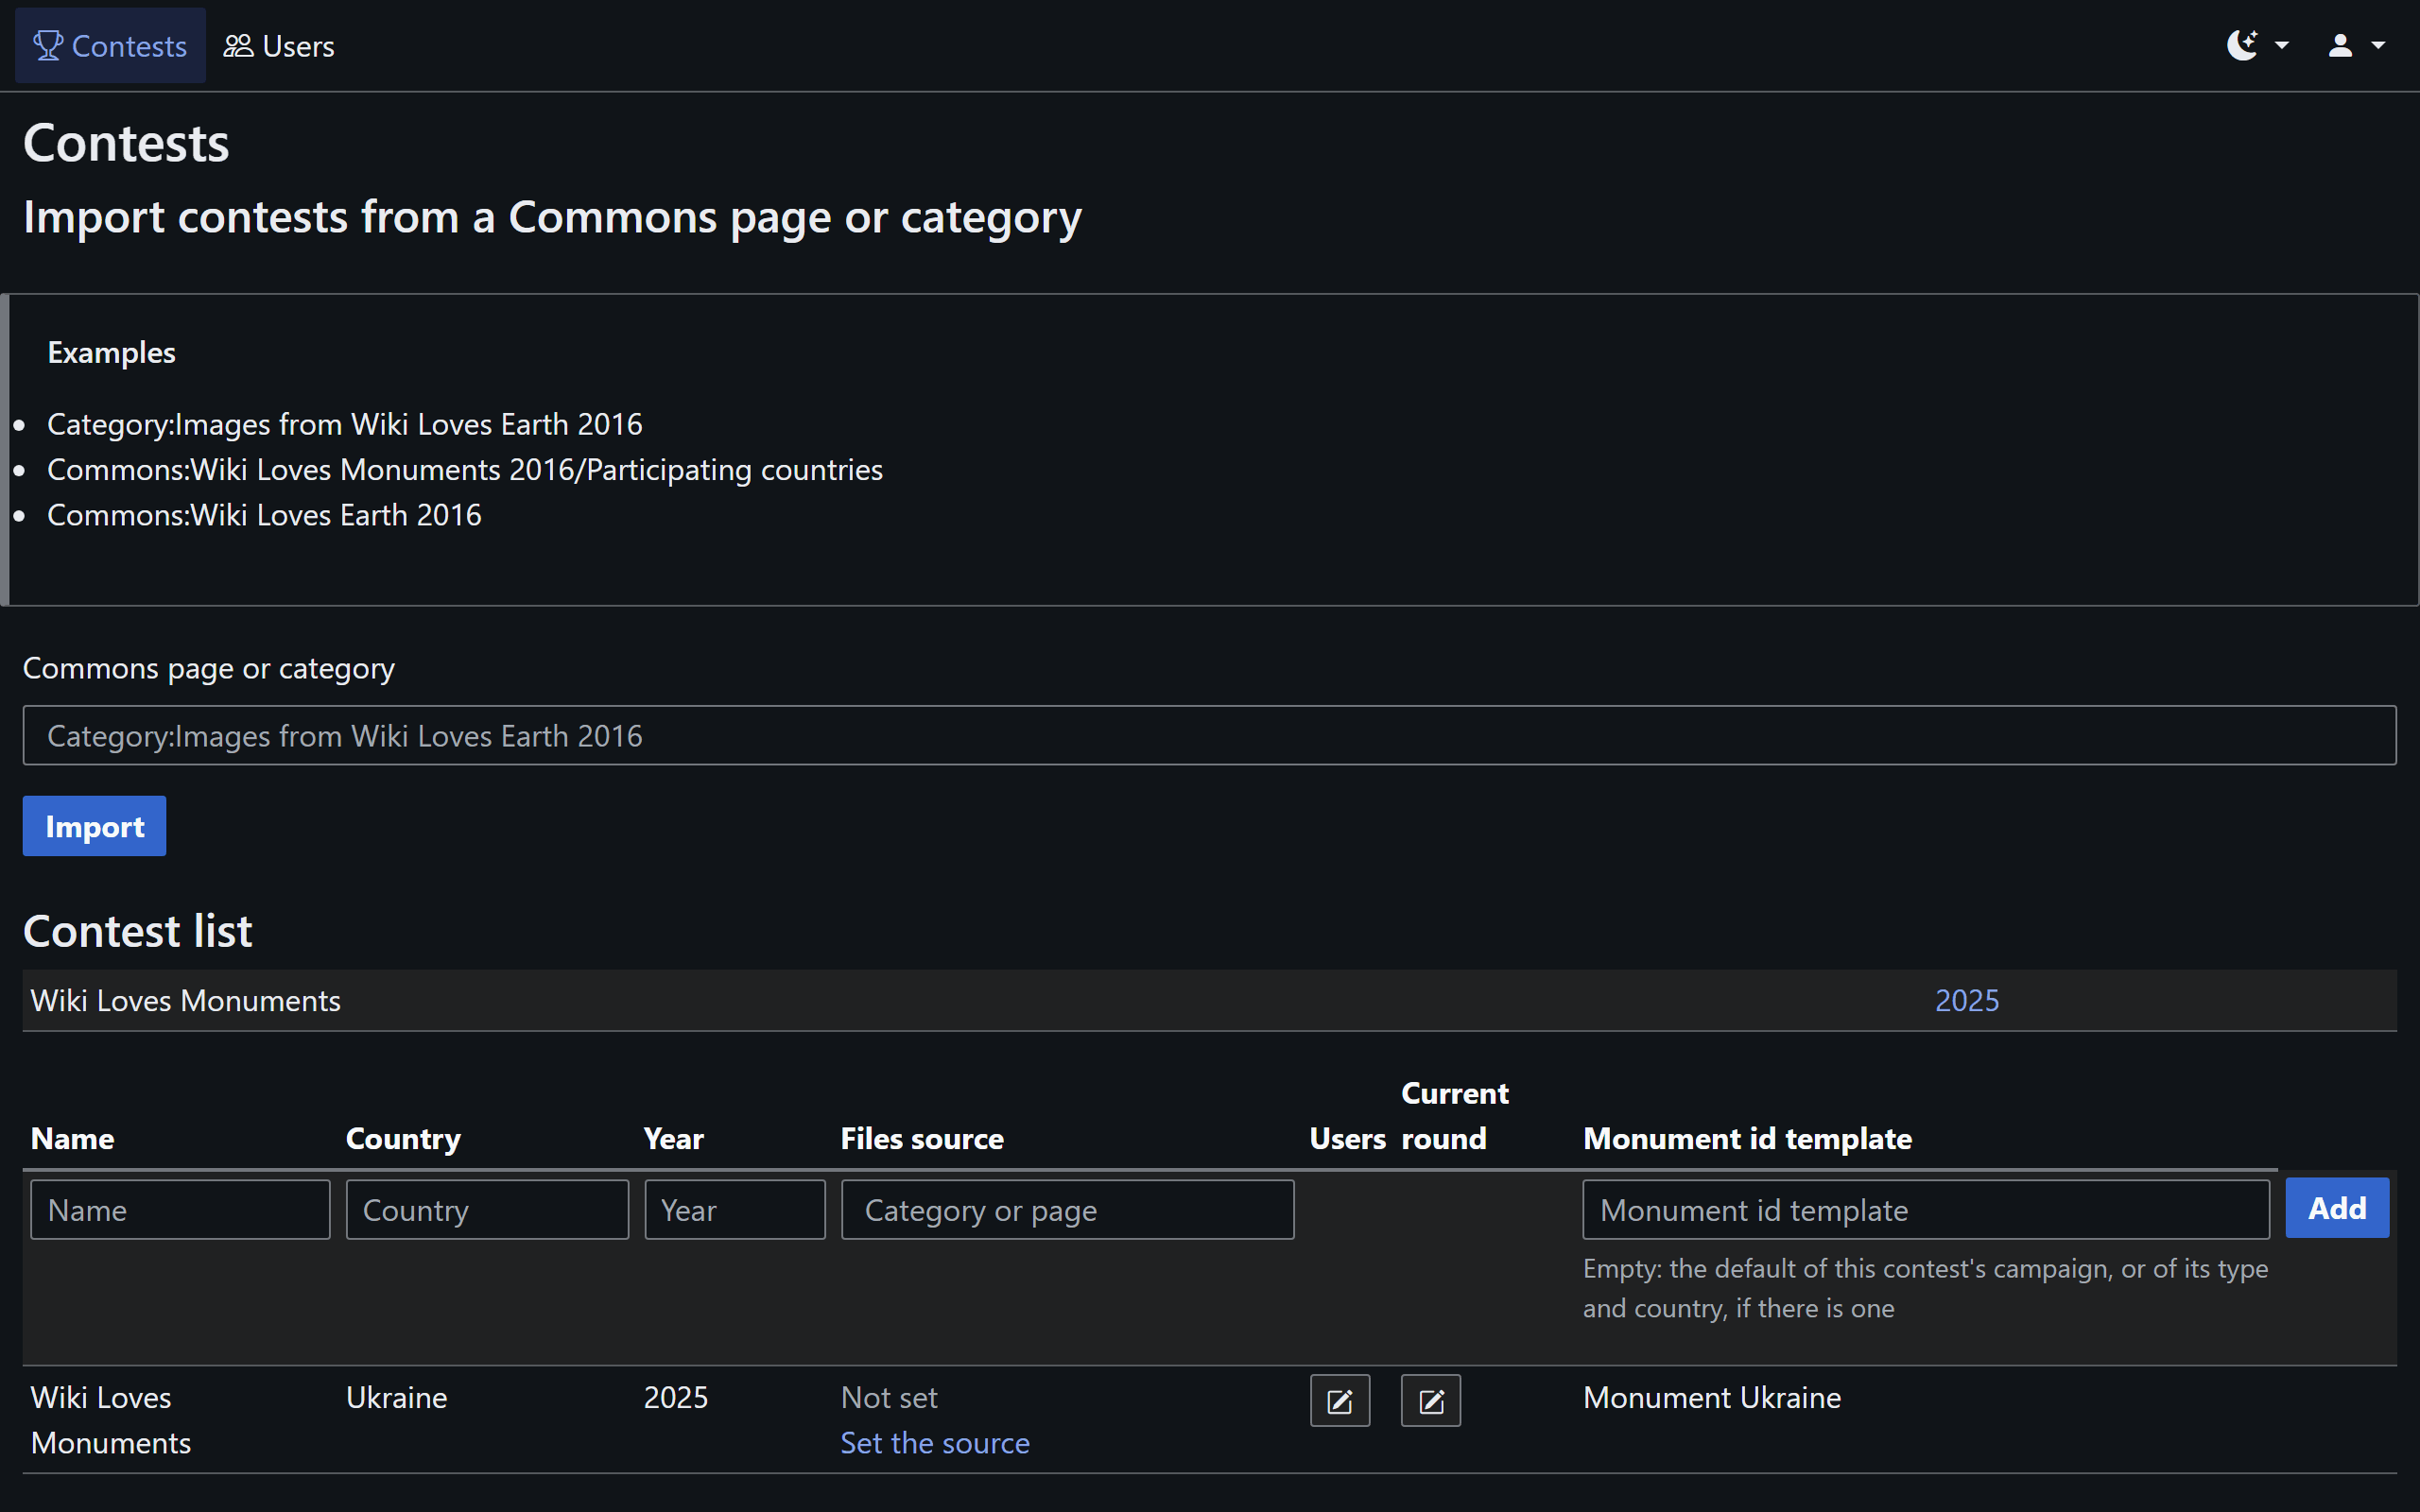 Contests Users
Contests
Import contests from a Commons page or category
Examples
Category:Images from Wiki Loves Earth 2016
Commons:Wiki Loves Monuments 2016/Participating countries
Commons:Wiki Loves Earth 2016
Commons page or category
Category:Images from Wiki Loves Earth 2016
Import
Contest list
Wiki Loves Monuments 2025
Current
Name Country Year Files source Users round Monument id template
Name Country Year Category or page Monument id template Add
Empty: the default of this contest's campaign, or of its type
and country, if there is one
Wiki Loves Ukraine 2025 Not set Monument Ukraine
Monuments Set the source